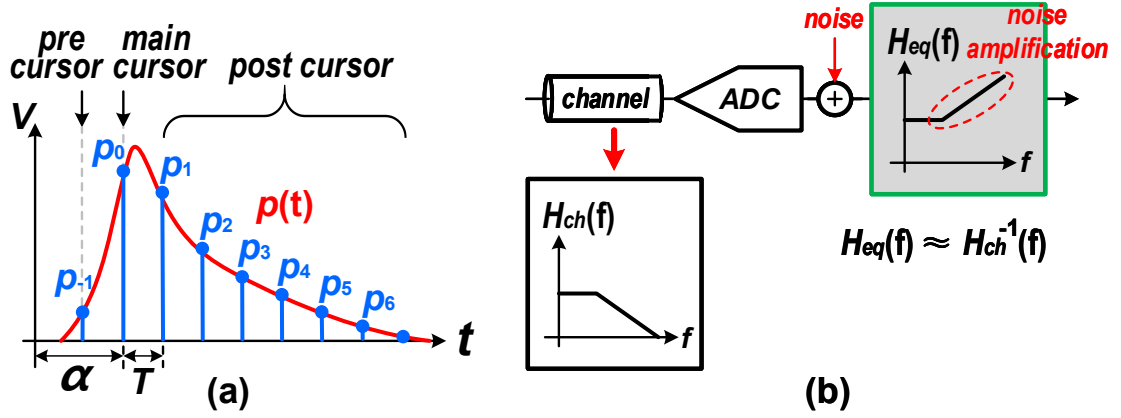 pre cursor
main cursor
post cursor
V
p0
p1
p(t)
p2
p3
p-1
p4
p5
p6
t
α
T
(a)
noise
noise amplification
Heq(f)
channel
ADC
+
f
Hch(f)
f
Heq(f) ≈ Hch-1(f)
(b)